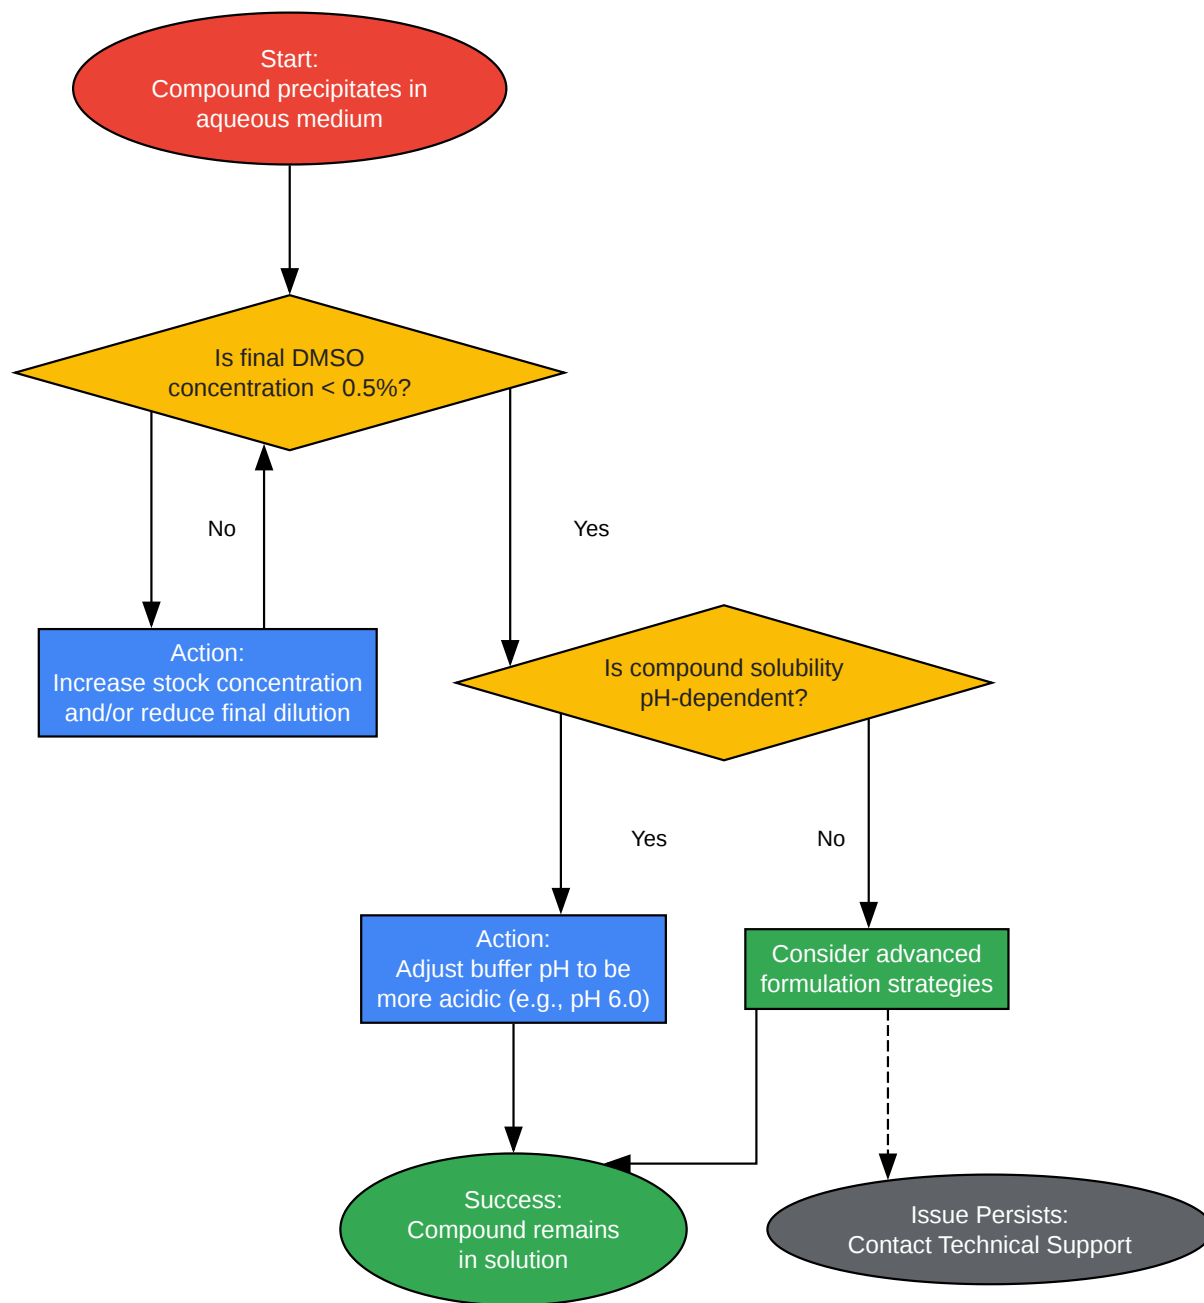 Start:
Compound precipitates in
aqueous medium
Is final DMSO
concentration < 0.5%?
No
Yes
Action:
Increase stock concentration
and/or reduce final dilution
Is compound solubility
pH-dependent?
Yes
No
Action:
Adjust buffer pH to be
more acidic (e.g., pH 6.0)
Consider advanced
formulation strategies
Success:
Compound remains
in solution
Issue Persists:
Contact Technical Support